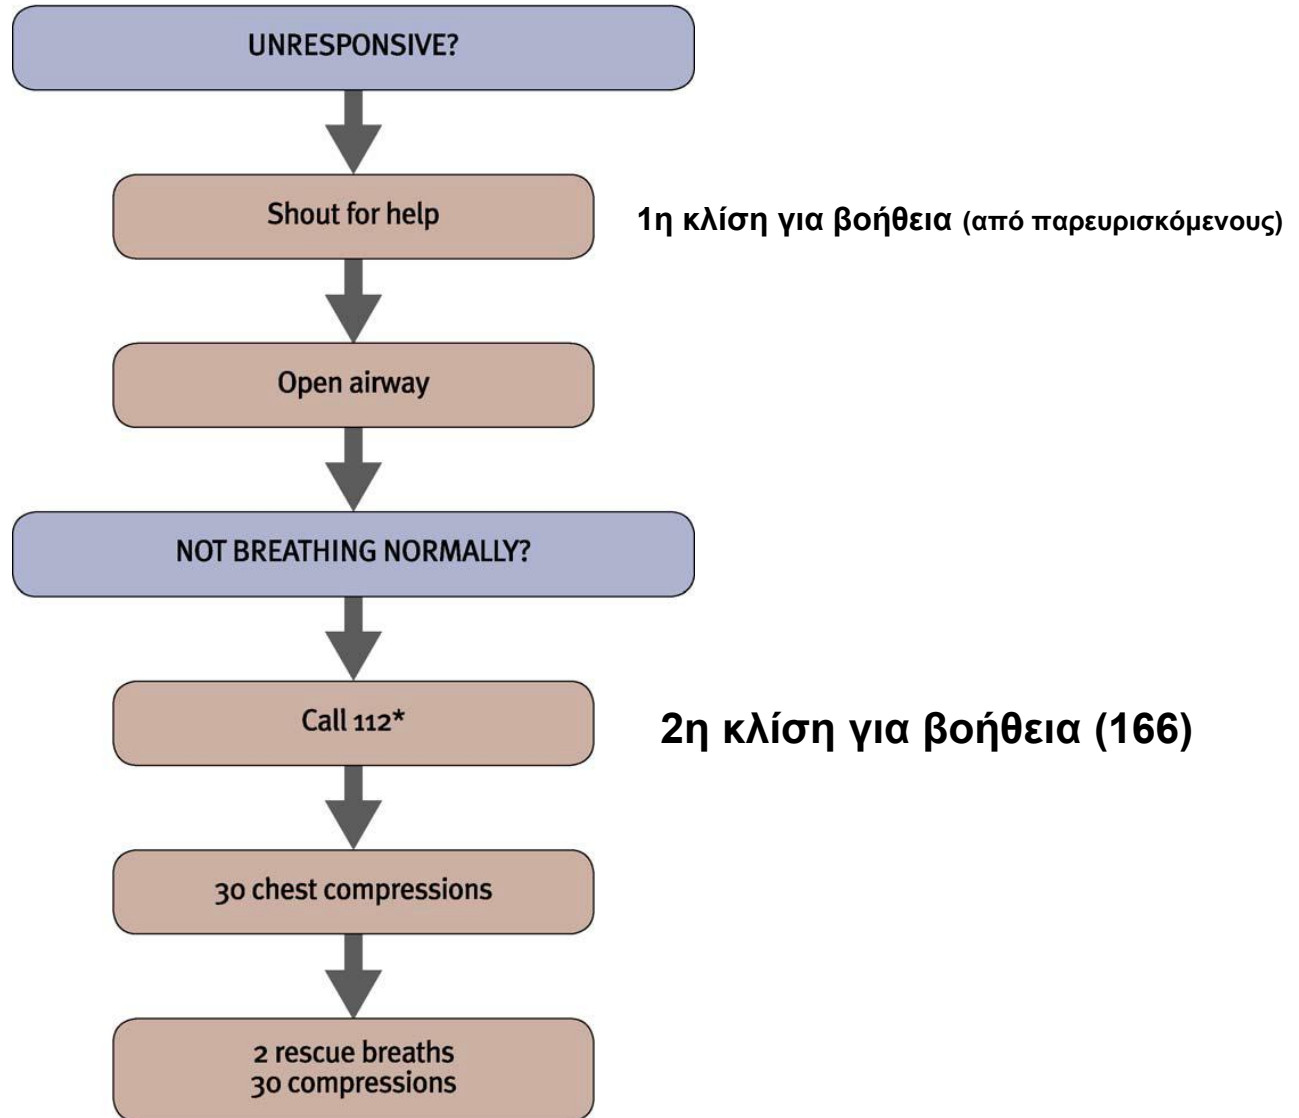 UNRESPONSIVE?
Shout for help
1η κλίση για βοήθεια (από παρευρισκόμενους)
Open airway
NOT BREATHING NORMALLY?
Call 112*
2η κλίση για βοήθεια (166)
30 chest compressions
2 rescue breaths
30 compressions